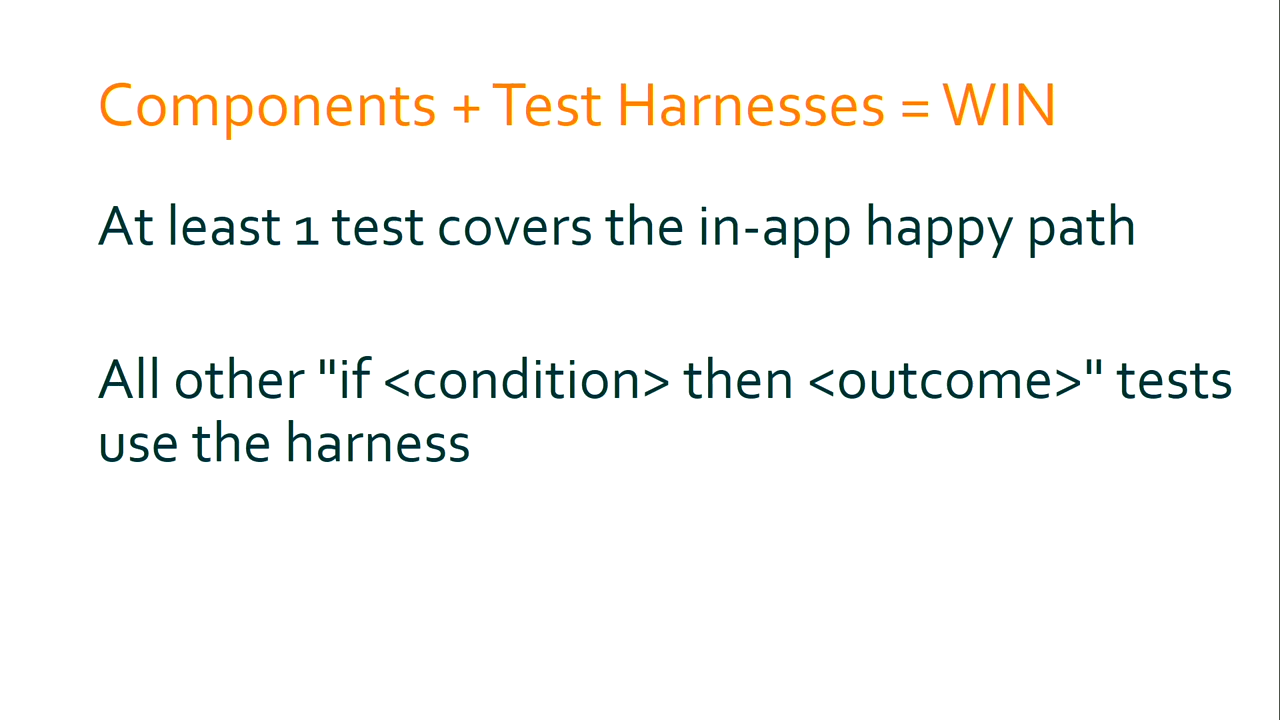 Components + Test Harnesses = WIN
At least 1 test covers the in-app happy path
All other "if <condition> then <outcome>" tests
use the harness